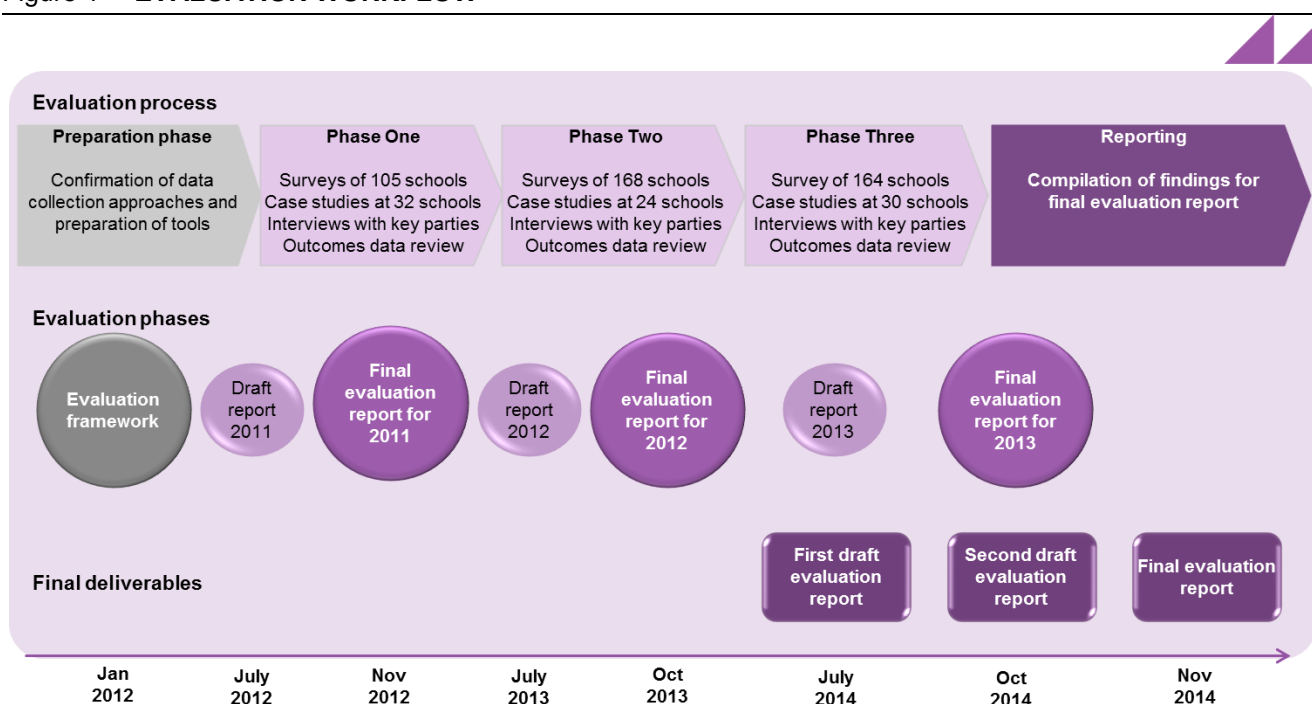 EVALUATION WORKFLOW
Evaluation process
Preparation phase
Confirmation of data
collection approaches and
preparation of tools
Phase One
Surveys of 105 schools
Case studies at 32 schools
Interviews with key parties
Outcomes data review
Phase Two
Surveys of 168 schools
Case studies at 24 schools
Interviews with key parties
Outcomes data review
Phase Three
Survey of 164 schools
Case studies at 30 schools
Interviews with key parties
Outcomes data review
Reporting
Compilation of findings for
final evaluation report
Evaluation phases
Evaluation
framework
Draft
report
2011
Final
evaluation
report for
2011
Draft
report
2012
Final
evaluation
report for
2012
Draft
report
2013
Final
evaluation
report for
2013
Final deliverables
First draft
evaluation
report
Second draft
evaluation
report
Final evaluation
report
Jan
2012
July
2012
Nov
2012
July
2013
Oct
2013
July
2014
Oct
2014
Nov
2014